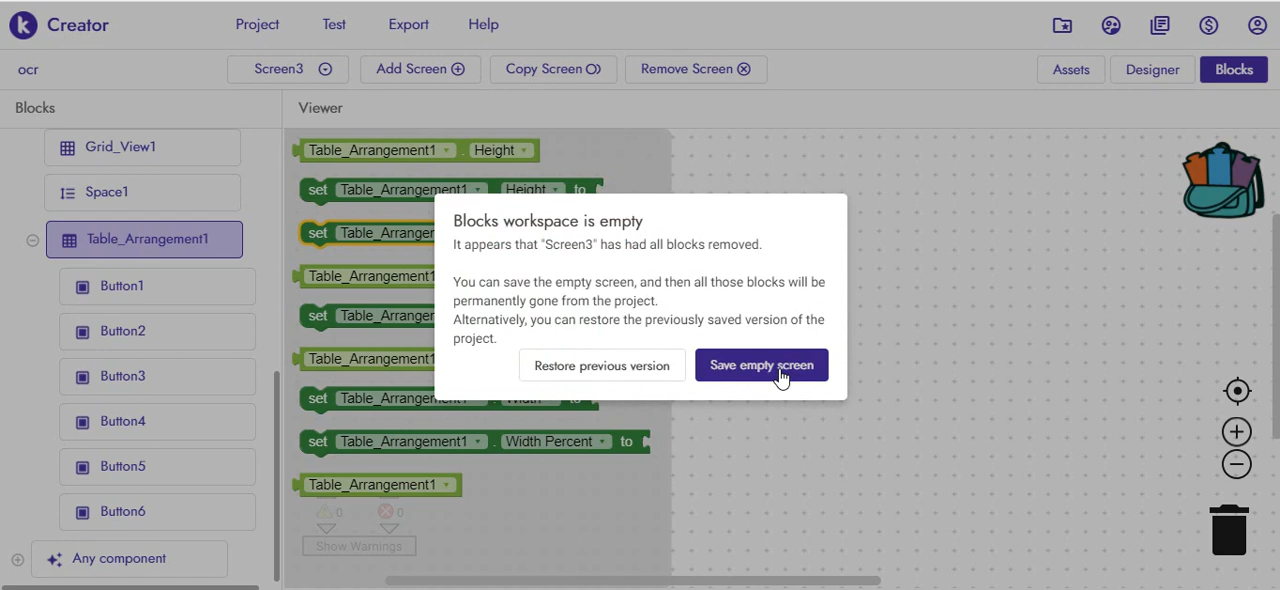 k Creator Project Test Export Help
ocr Screen3 Add Screen Copy Screen Remove Screen Assets Designer Blocks
Blocks Viewer
Grid_View1
Space1
Table_Arrangement1
Button1
Button2
Button3
Button4
Button5
Button6
Any component
Table_Arrangement1 . Height
set Table_Arrangement1 . Height to
set
Table_Arrangement1
set
Table_Arrangement1
set Table_Arrangement1 . Width to
set Table_Arrangement1 . Width Percent to
Table_Arrangement1
0 0
Show Warnings
Blocks workspace is empty
It appears that "Screen3" has had all blocks removed.
You can save the empty screen, and then all those blocks will be
permanently gone from the project.
Alternatively, you can restore the previously saved version of the
project.
Restore previous version Save empty screen